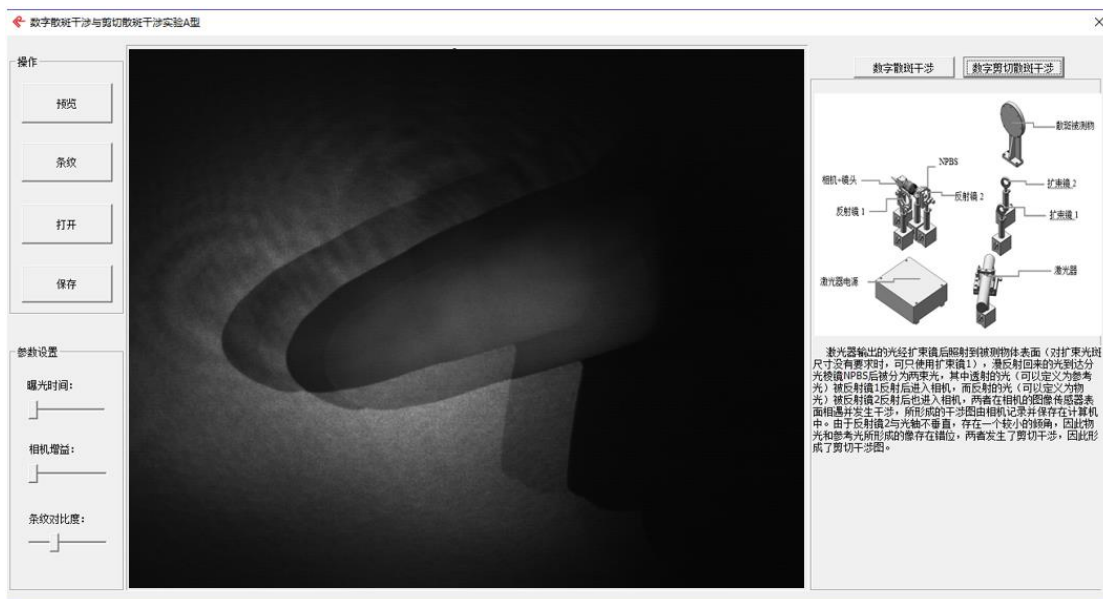 数字散斑干涉与剪切散斑干涉实验A型
操作
预览
条纹
打开
保存
参数设置
曝光时间:
相机增益:
条纹对比度:
数字散斑干涉
数字剪切散斑干涉
散斑被测物
NPBS
相机+镜头
反射镜 2
反射镜 1
扩束镜 2
扩束镜 1
激光器电源
激光器
激光器输出的光经扩束镜后照射到被测物体表面（对扩束光斑
尺寸没有要求时，可只使用扩束镜1），漫反射回来的光到达分
光棱镜NPBS后被分为两束光，其中透射的光（可以定义为参考
光）被反射镜1反射后进入相机，而反射的光（可以定义为物
光）被反射镜2反射后也进入相机，两者在相机的图像传感器表
面相遇并发生干涉，所形成的干涉图由相机记录并保存在计算机
中。由于反射镜2与光轴不垂直，存在一个较小的倾角，因此物
光和参考光所形成的像存在错位，两者发生了剪切干涉，因此形
成了剪切干涉图。